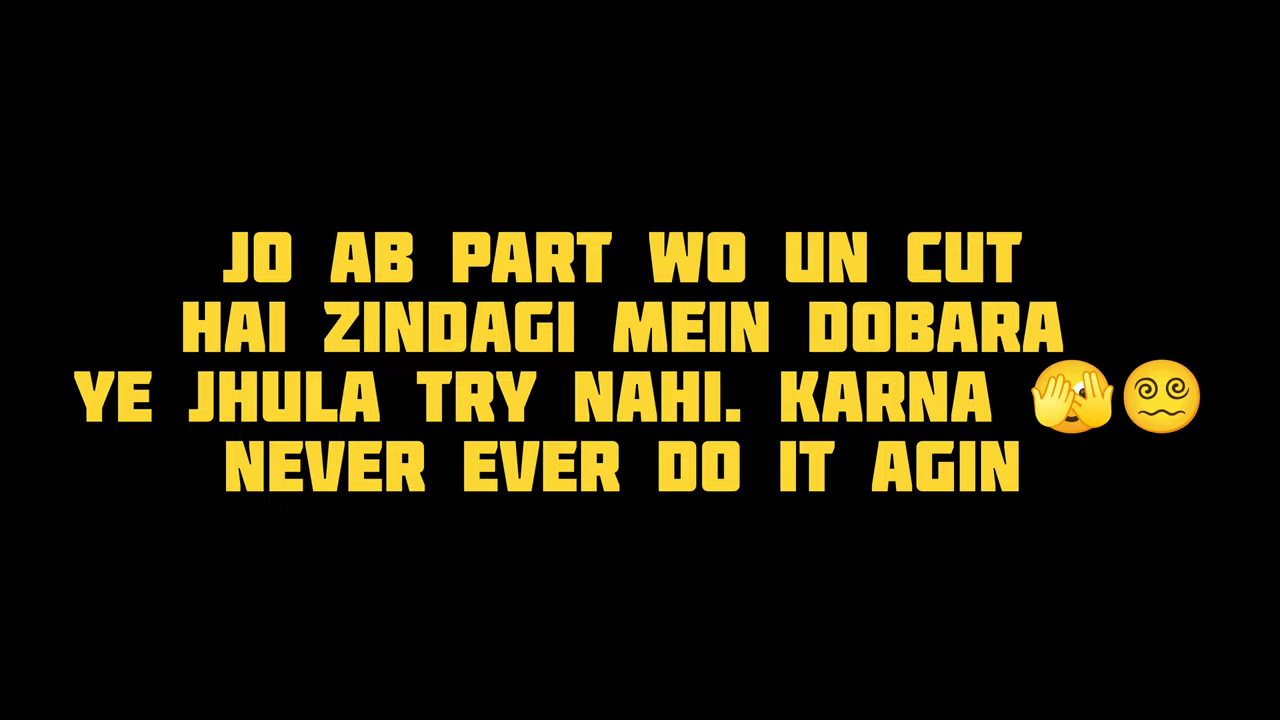 JO AB PART WO UN CUT
HAI ZINDAGI MEIN DOBARA
YE JHULA TRY NAHI. KARNA 🫣😵‍💫
NEVER EVER DO IT AGIN